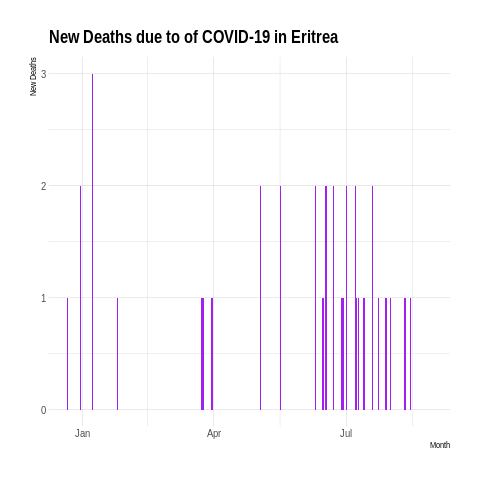 New Deaths due to of COVID-19 in Eritrea
New Deaths
3
2
1
0
Jan Apr Jul
Month